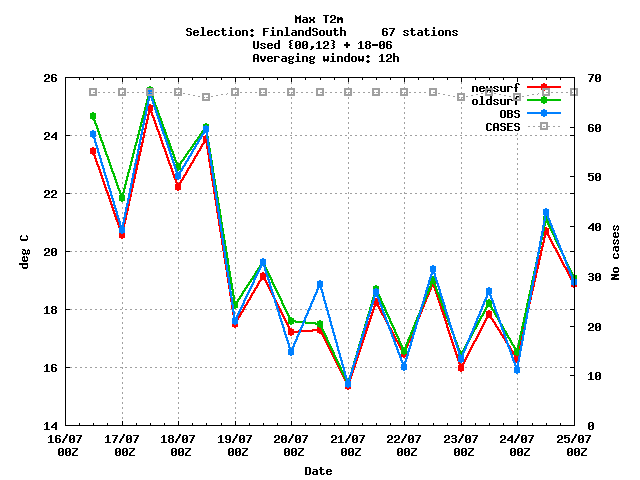 Max T2m
Selection: FinlandSouth 67 stations
Used {00,12} + 18-06
Averaging window: 12h
26 70
newsurf
oldsurf
OBS
CASES
24 60
22 50
20 40
18 30
16 20
14 10
0
deg C
No cases
16/07 17/07 18/07 19/07 20/07 21/07 22/07 23/07 24/07 25/07
00Z 00Z 00Z 00Z 00Z 00Z 00Z 00Z 00Z 00Z
Date